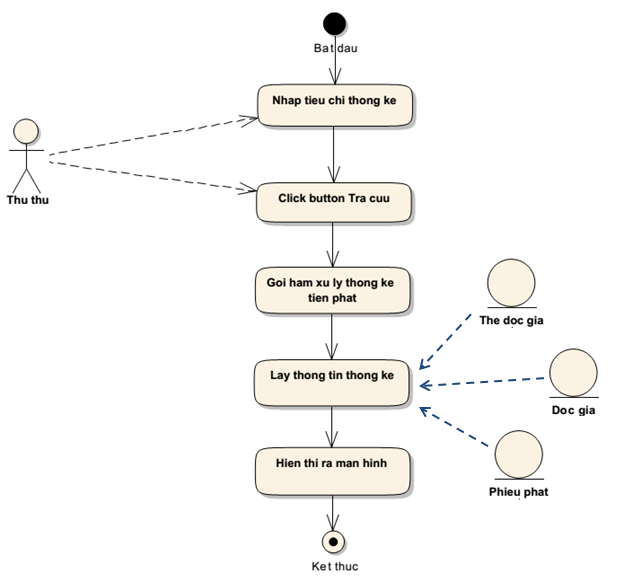 Bat dau
Nhap tieu chi thong ke
Thu thu
Click button Tra cuu
Goi ham xu ly thong ke
tien phat
The doc gia
Lay thong tin thong ke
Doc gia
Hien thi ra man hinh
Phieu phat
Ket thuc